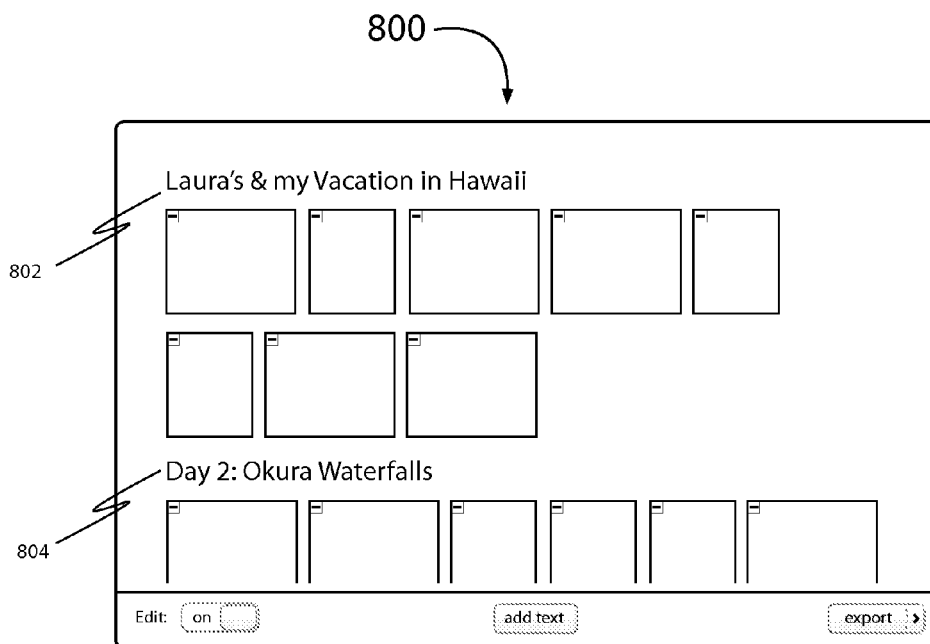 800
Laura's & my Vacation in Hawaii
802
Day 2: Okura Waterfalls
804
Edit: on add text export >